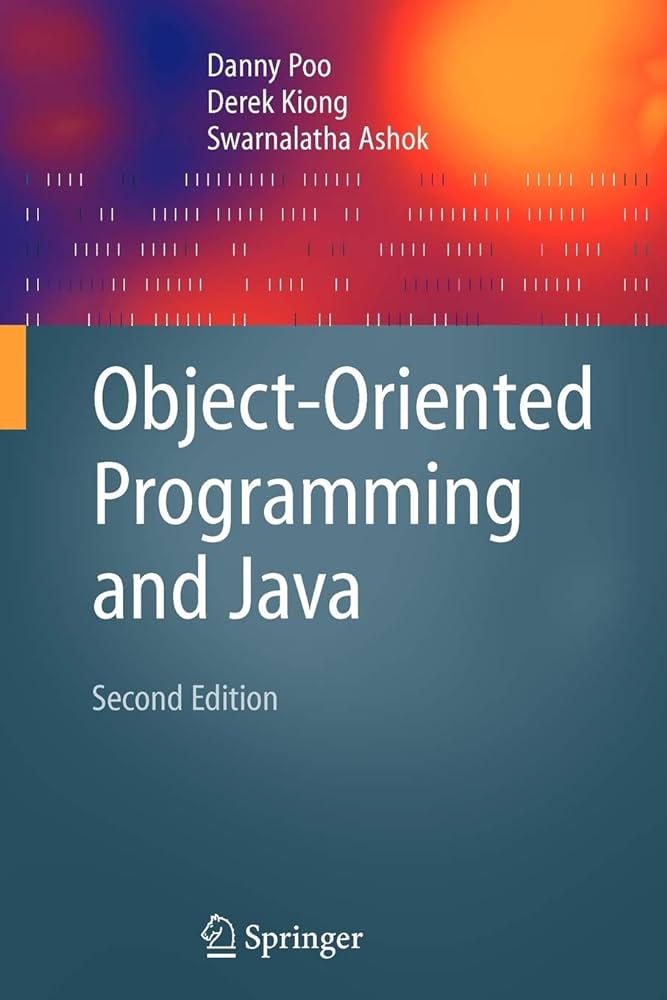 Danny Poo
Derek Kiong
Swarnalatha Ashok
Object-Oriented
Programming
and Java
Second Edition
Springer